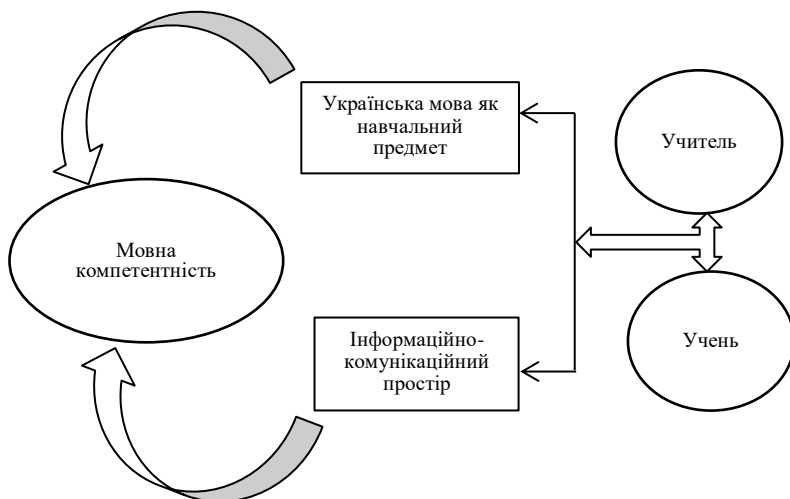 Українська мова як
навчальний
предмет
Учитель
Мовна
компетентність
Інформаційно-
комунікаційний
простір
Учень